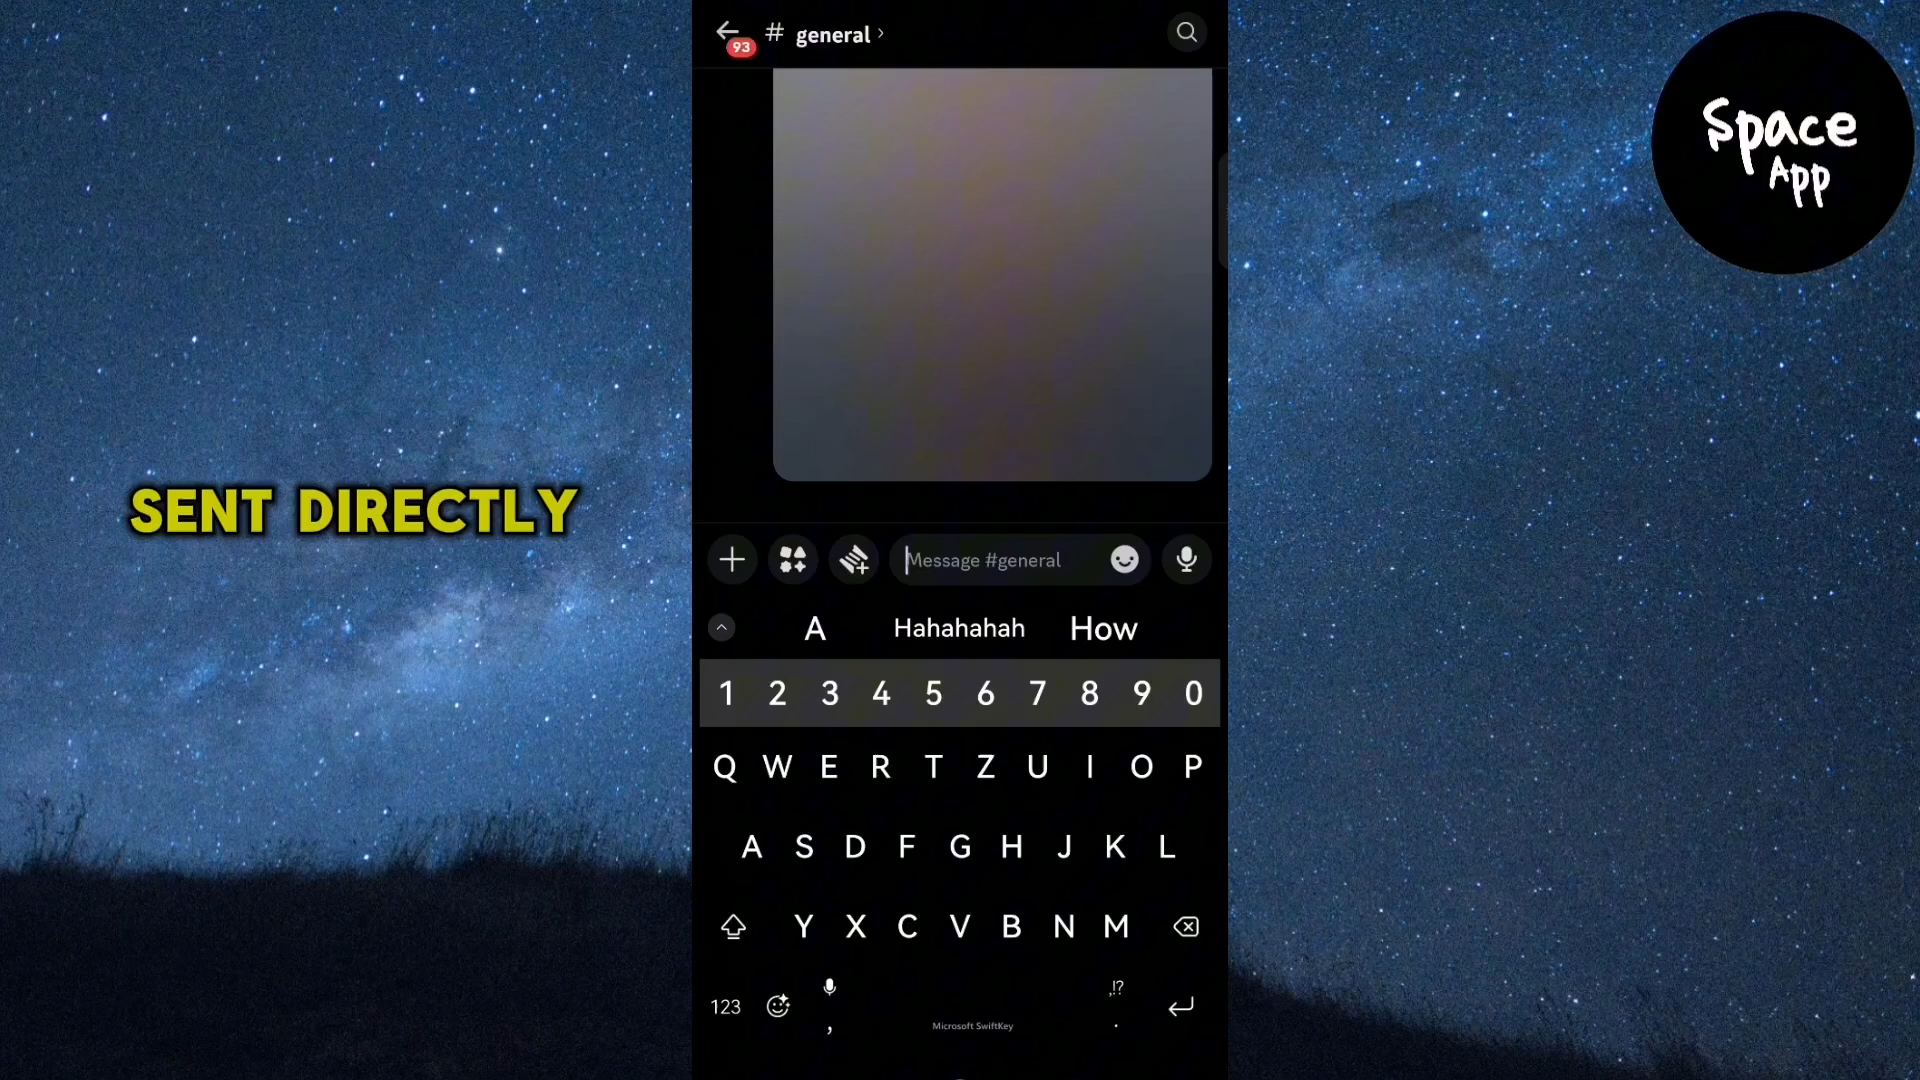 93
# general ›
Space
App
SENT DIRECTLY
Message #general
A Hahahahah How
1 2 3 4 5 6 7 8 9 0
Q W E R T Z U I O P
A S D F G H J K L
Y X C V B N M
123 , ,!? .
Microsoft SwiftKey